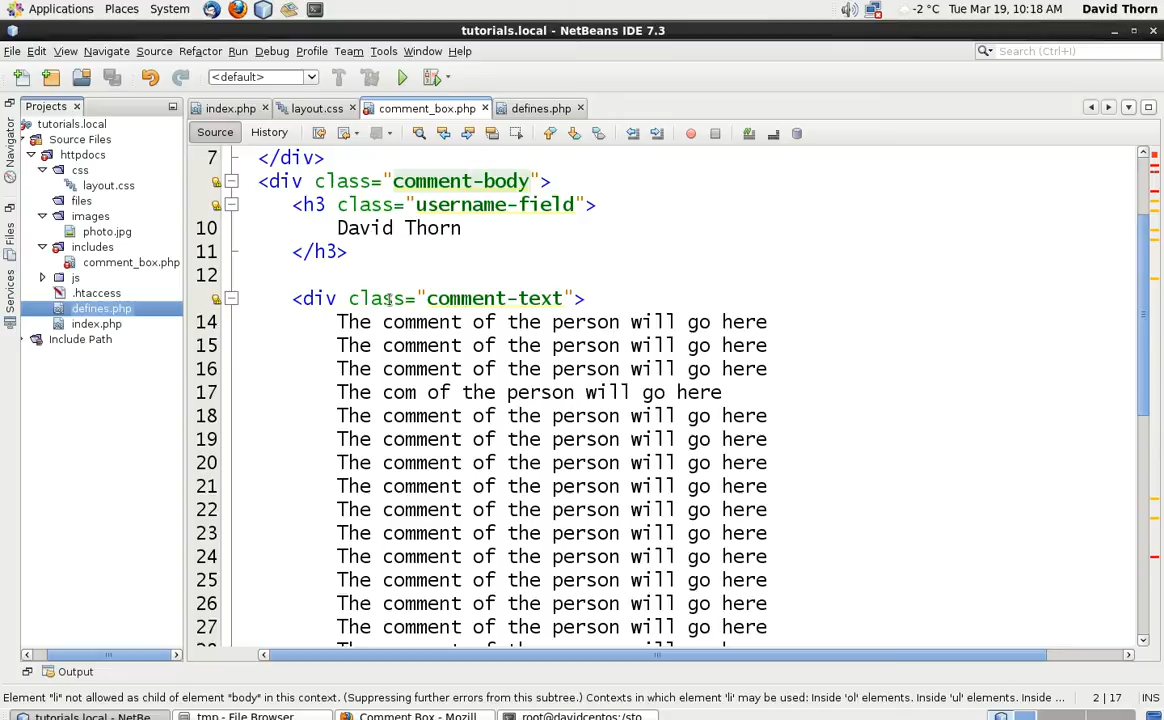 Applications Places System -2 °C Tue Mar 19, 10:18 AM David Thorn
tutorials.local - NetBeans IDE 7.3
File Edit View Navigate Source Refactor Run Debug Profile Team Tools Window Help Search (Ctrl+I)
<default>
Projects × index.php × layout.css × comment_box.php × defines.php ×
Source History
Navigator
Files
Services
tutorials.local
Source Files
httpdocs
css
layout.css
files
images
photo.jpg
includes
comment_box.php
js
.htaccess
defines.php
index.php
Include Path
7 </div>
<div class="comment-body">
<h3 class="username-field">
10 David Thorn
11 </h3>
12
<div class="comment-text">
14 The comment of the person will go here
15 The comment of the person will go here
16 The comment of the person will go here
17 The com of the person will go here
18 The comment of the person will go here
19 The comment of the person will go here
20 The comment of the person will go here
21 The comment of the person will go here
22 The comment of the person will go here
23 The comment of the person will go here
24 The comment of the person will go here
25 The comment of the person will go here
26 The comment of the person will go here
27 The comment of the person will go here
Output
Element "li" not allowed as child of element "body" in this context. (Suppressing further errors from this subtree.) Contexts in which element 'li' may be used: Inside 'ol' elements. Inside 'ul' elements. Inside ... 2 | 17 INS
tutorials.local - NetBe... tmp - File Browser Comment Box - Mozill... root@davidcentos:/sto...